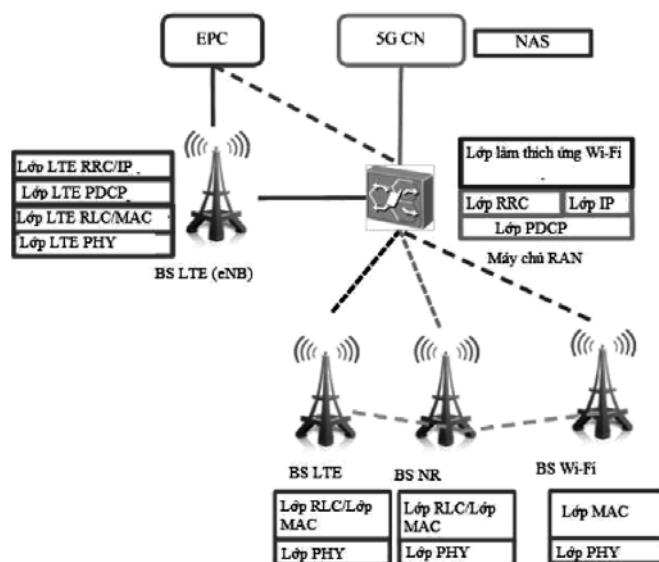 EPC
5G CN
NAS
Lớp LTE RRC/IP
Lớp LTE PDCP
Lớp LTE RLC/MAC
Lớp LTE PHY
BS LTE (eNB)
Lớp làm thích ứng Wi-Fi
Lớp RRC
Lớp IP
Lớp PDCP
Máy chủ RAN
BS LTE
BS NR
BS Wi-Fi
Lớp RLC/Lớp
MAC
Lớp PHY
Lớp RLC/Lớp
MAC
Lớp PHY
Lớp MAC
Lớp PHY